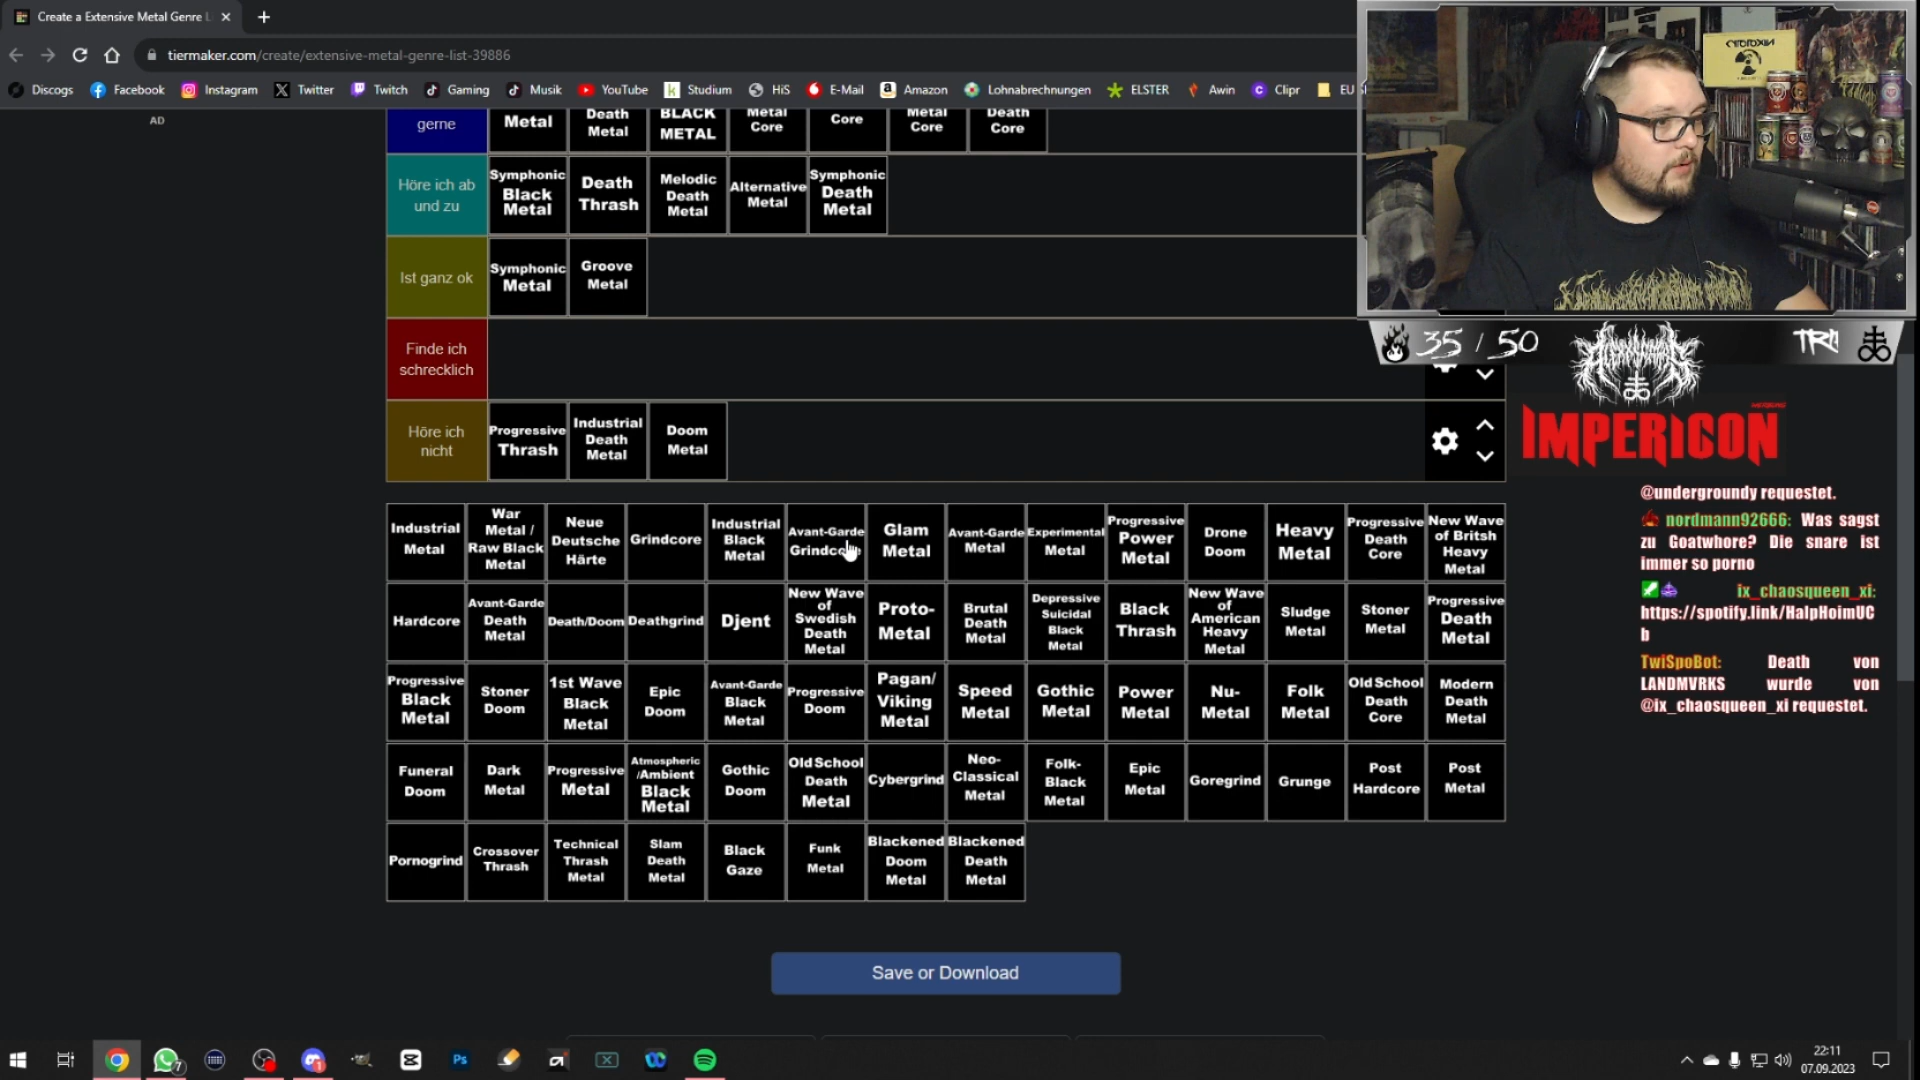 Create a Extensive Metal Genre L
tiermaker.com/create/extensive-metal-genre-list-39886
Discogs Facebook Instagram Twitter Twitch Gaming Musik YouTube Studium HiS E-Mail Amazon Lohnabrechnungen ELSTER Awin Clipr EU
AD
gerne
Metal
Death
Metal
BLACK
METAL
Metal
Core
Core
Metal
Core
Death
Core
Höre ich ab
und zu
Symphonic
Black
Metal
Death
Thrash
Melodic
Death
Metal
Alternative
Metal
Symphonic
Death
Metal
Ist ganz ok
Symphonic
Metal
Groove
Metal
Finde ich
schrecklich
Höre ich
nicht
Progressive
Thrash
Industrial
Death
Metal
Doom
Metal
Industrial
Metal
War
Metal /
Raw Black
Metal
Neue
Deutsche
Härte
Grindcore
Industrial
Black
Metal
Avant-Garde
Grindcore
Glam
Metal
Avant-Garde
Metal
Experimental
Metal
Progressive
Power
Metal
Drone
Doom
Heavy
Metal
Progressive
Death
Core
New Wave
of Britsh
Heavy
Metal
Hardcore
Avant-Garde
Death
Metal
Death/Doom
Deathgrind
Djent
New Wave
of
Swedish
Death
Metal
Proto-
Metal
Brutal
Death
Metal
Depressive
Suicidal
Black
Metal
Black
Thrash
New Wave
of
American
Heavy
Metal
Sludge
Metal
Stoner
Metal
Progressive
Death
Metal
Progressive
Black
Metal
Stoner
Doom
1st Wave
Black
Metal
Epic
Doom
Avant-Garde
Black
Metal
Progressive
Doom
Pagan/
Viking
Metal
Speed
Metal
Gothic
Metal
Power
Metal
Nu-
Metal
Folk
Metal
Old School
Death
Core
Modern
Death
Metal
Funeral
Doom
Dark
Metal
Progressive
Metal
Atmospheric
/Ambient
Black
Metal
Gothic
Doom
Old School
Death
Metal
Cybergrind
Neo-
Classical
Metal
Folk-
Black
Metal
Epic
Metal
Goregrind
Grunge
Post
Hardcore
Post
Metal
Pornogrind
Crossover
Thrash
Technical
Thrash
Metal
Slam
Death
Metal
Black
Gaze
Funk
Metal
Blackened
Doom
Metal
Blackened
Death
Metal
Save or Download
35 / 50
IMPERICON
@undergroundy requestet.
nordmann92666: Was sagst
zu Goatwhore? Die snare ist
immer so porno
ix_chaosqueen_xi:
https://spotify.link/HalpHoimUC
b
TwiSpoBot: Death von
LANDMVRKS wurde von
@ix_chaosqueen_xi requestet.
Ps
22:11
07.09.2023